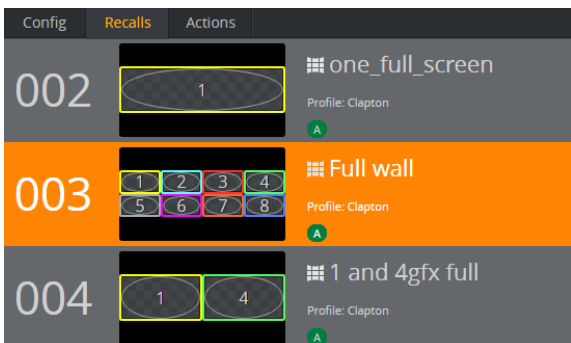 Config Recalls Actions
002
1
one_full_screen
Profile: Clapton
A
003
1 2 3 4
5 6 7 8
Full wall
Profile: Clapton
A
004
1 4
1 and 4gfx full
Profile: Clapton
A